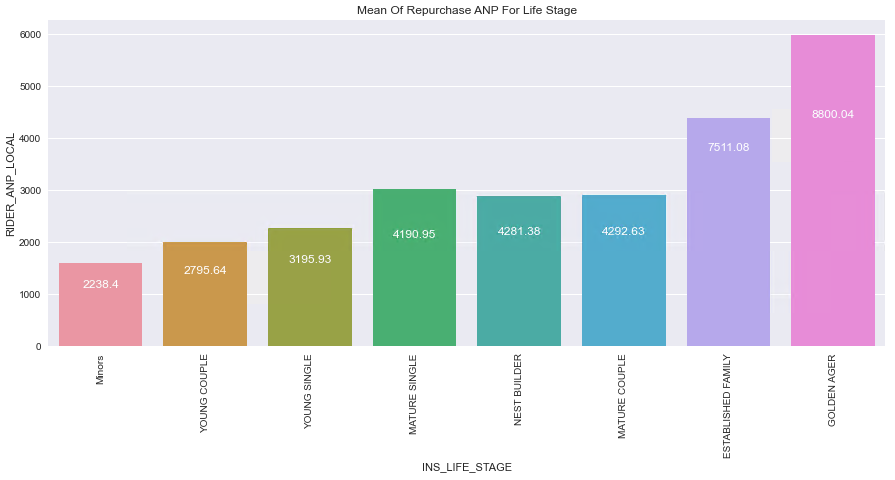 Mean Of Repurchase ANP For Life Stage
RIDER_ANP_LOCAL
6000
5000
4000
3000
2000
1000
0
2238.4
2795.64
3195.93
4190.95
4281.38
4292.63
7511.08
8800.04
Minors
YOUNG COUPLE
YOUNG SINGLE
MATURE SINGLE
NEST BUILDER
MATURE COUPLE
ESTABLISHED FAMILY
GOLDEN AGER
INS_LIFE_STAGE